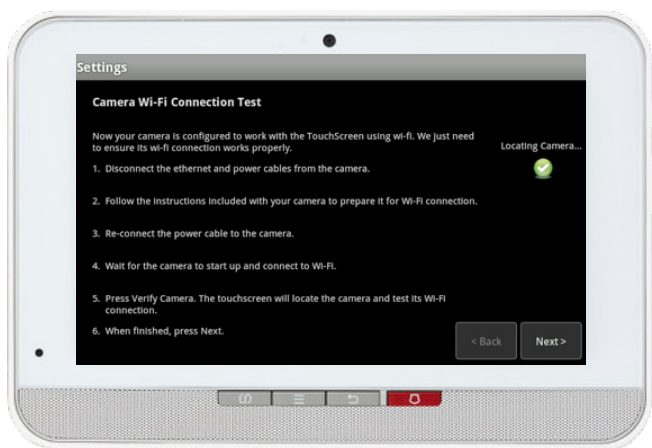 Settings
Camera Wi-Fi Connection Test
Now your camera is configured to work with the TouchScreen using wi-fi. We just need
to ensure its wi-fi connection works properly.
Locating Camera...
1. Disconnect the ethernet and power cables from the camera.
2. Follow the instructions included with your camera to prepare it for Wi-Fi connection.
3. Re-connect the power cable to the camera.
4. Wait for the camera to start up and connect to Wi-Fi.
5. Press Verify Camera. The touchscreen will locate the camera and test its Wi-Fi
connection.
6. When finished, press Next.
< Back
Next >